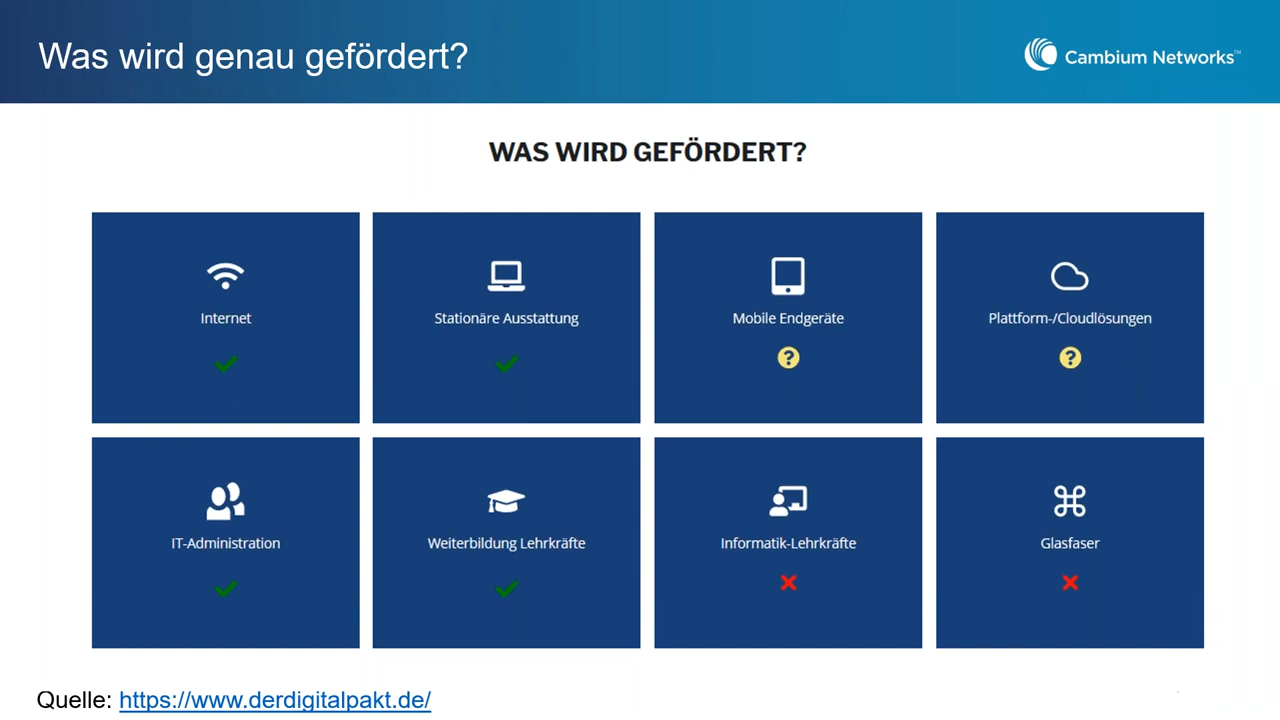 Was wird genau gefördert?
Cambium Networks™
WAS WIRD GEFÖRDERT?
Internet
Stationäre Ausstattung
Mobile Endgeräte
Plattform-/Cloudlösungen
?
?
IT-Administration
Weiterbildung Lehrkräfte
Informatik-Lehrkräfte
Glasfaser
Quelle: https://www.derdigitalpakt.de/